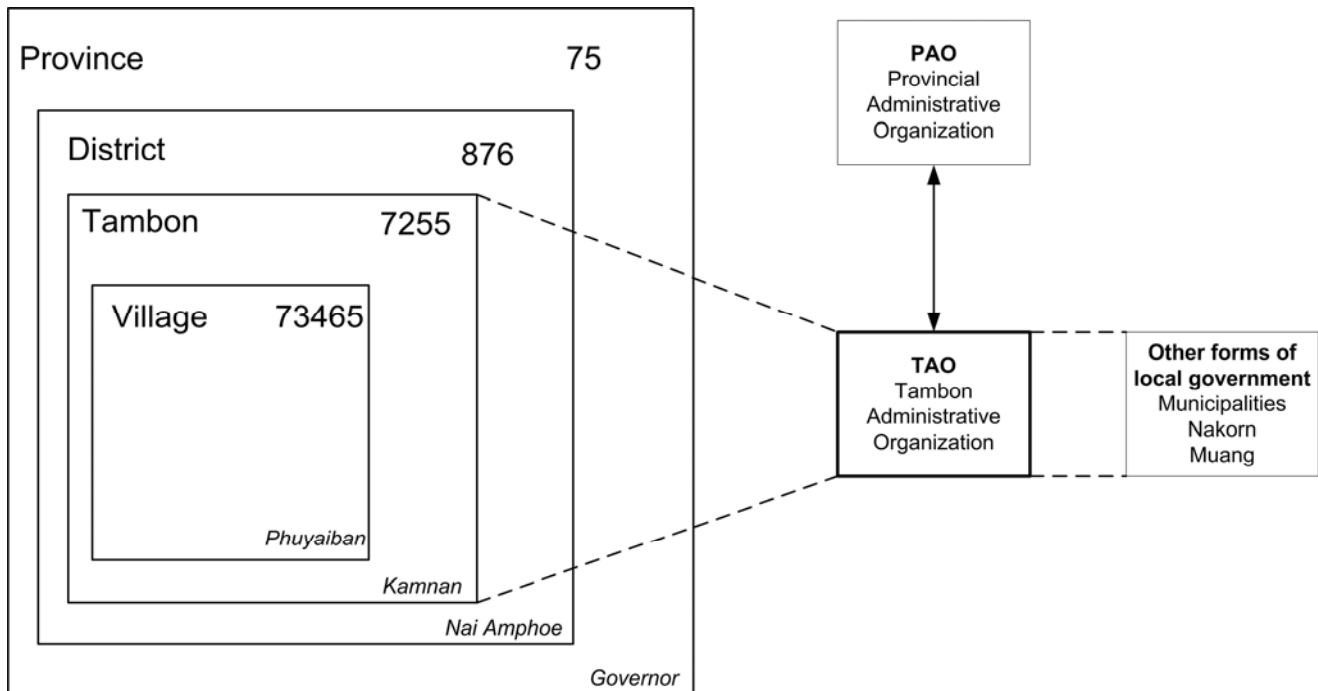 Province 75
District 876
Tambon 7255
Village 73465
Phuyaiban
Kamnan
Nai Amphoe
Governor
PAO
Provincial
Administrative
Organization
TAO
Tambon
Administrative
Organization
Other forms of
local government
Municipalities
Nakorn
Muang